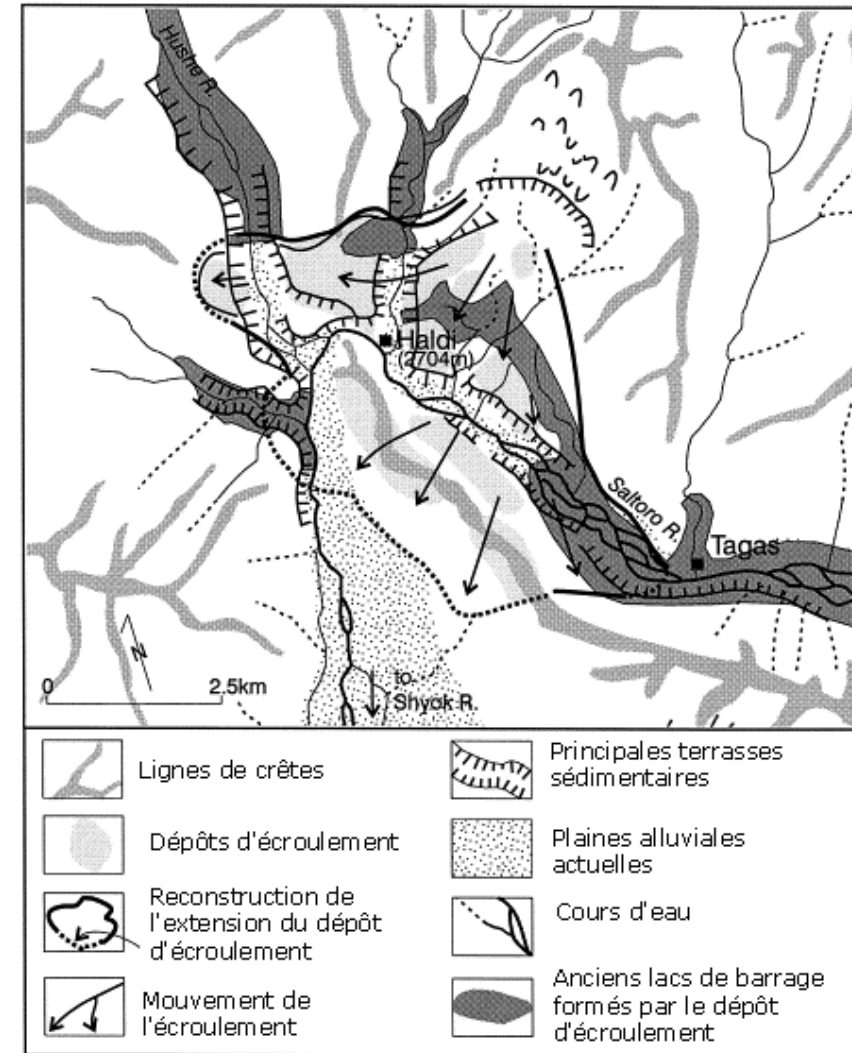 Hushe R.
Haldi
(2704m)
Saltoro R.
Tagas
N
0 2.5km
to
Shyok R.
Lignes de crêtes
Dépôts d'écroulement
Reconstruction de
l'extension du dépôt
d'écroulement
Mouvement de
l'écroulement
Principales terrasses
sédimentaires
Plaines alluviales
actuelles
Cours d'eau
Anciens lacs de barrage
formés par le dépôt
d'écroulement